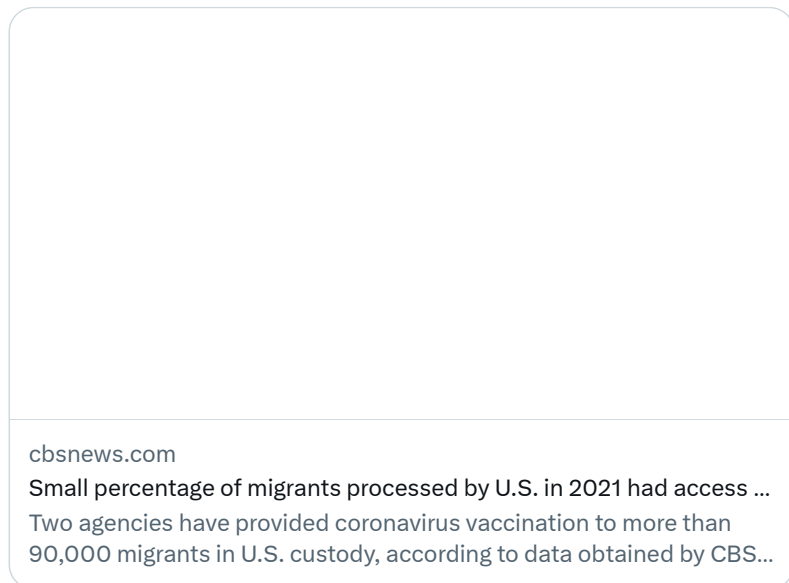 cbsnews.com
Small percentage of migrants processed by U.S. in 2021 had access ...
Two agencies have provided coronavirus vaccination to more than
90,000 migrants in U.S. custody, according to data obtained by CBS...